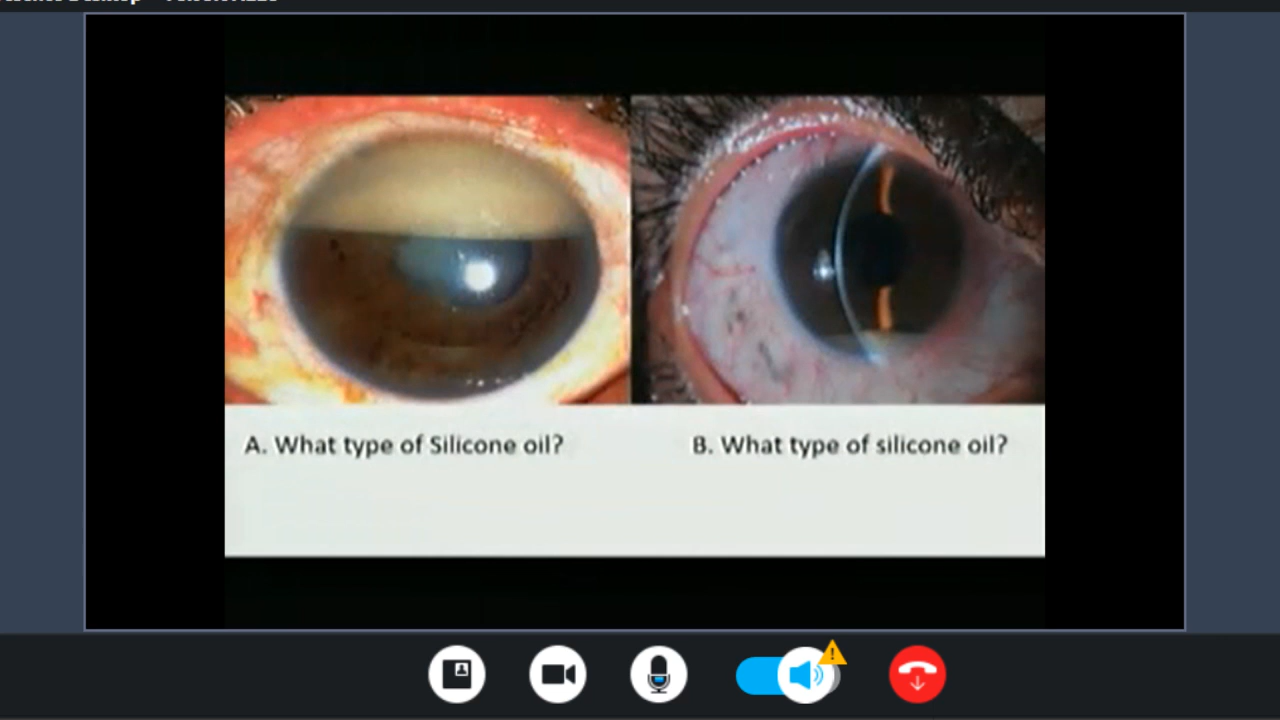 A. What type of Silicone oil?
B. What type of silicone oil?